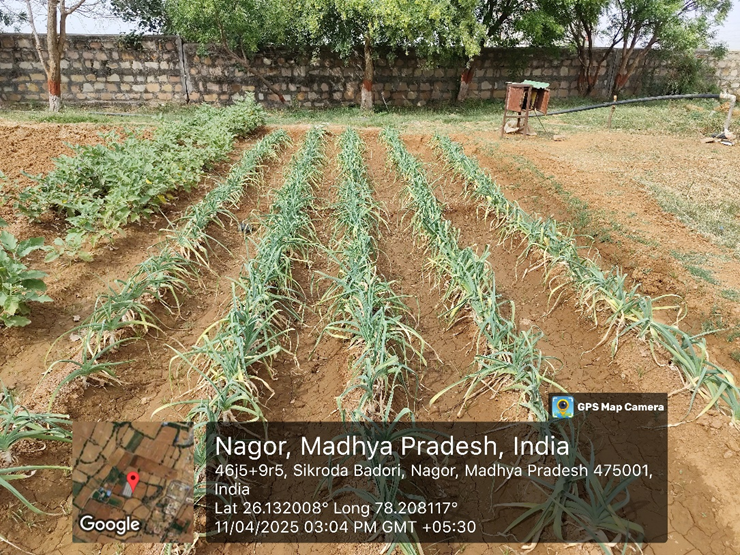 GPS Map Camera
Nagor, Madhya Pradesh, India
46j5+9r5, Sikroda Badori, Nagor, Madhya Pradesh 475001,
India
Lat 26.132008° Long 78.208117°
11/04/2025 03:04 PM GMT +05:30
Google